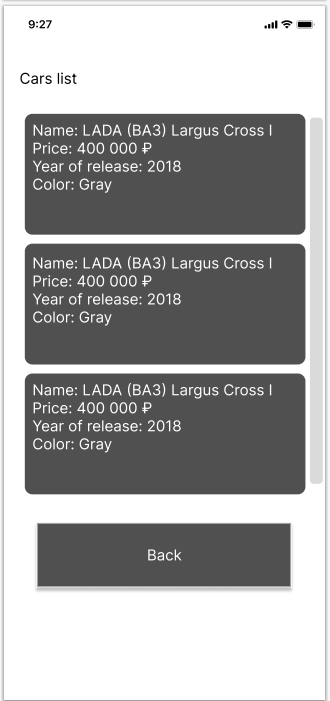 9:27
Cars list
Name: LADA (ВАЗ) Largus Cross I
Price: 400 000 ₽
Year of release: 2018
Color: Gray
Name: LADA (ВАЗ) Largus Cross I
Price: 400 000 ₽
Year of release: 2018
Color: Gray
Name: LADA (ВАЗ) Largus Cross I
Price: 400 000 ₽
Year of release: 2018
Color: Gray
Back